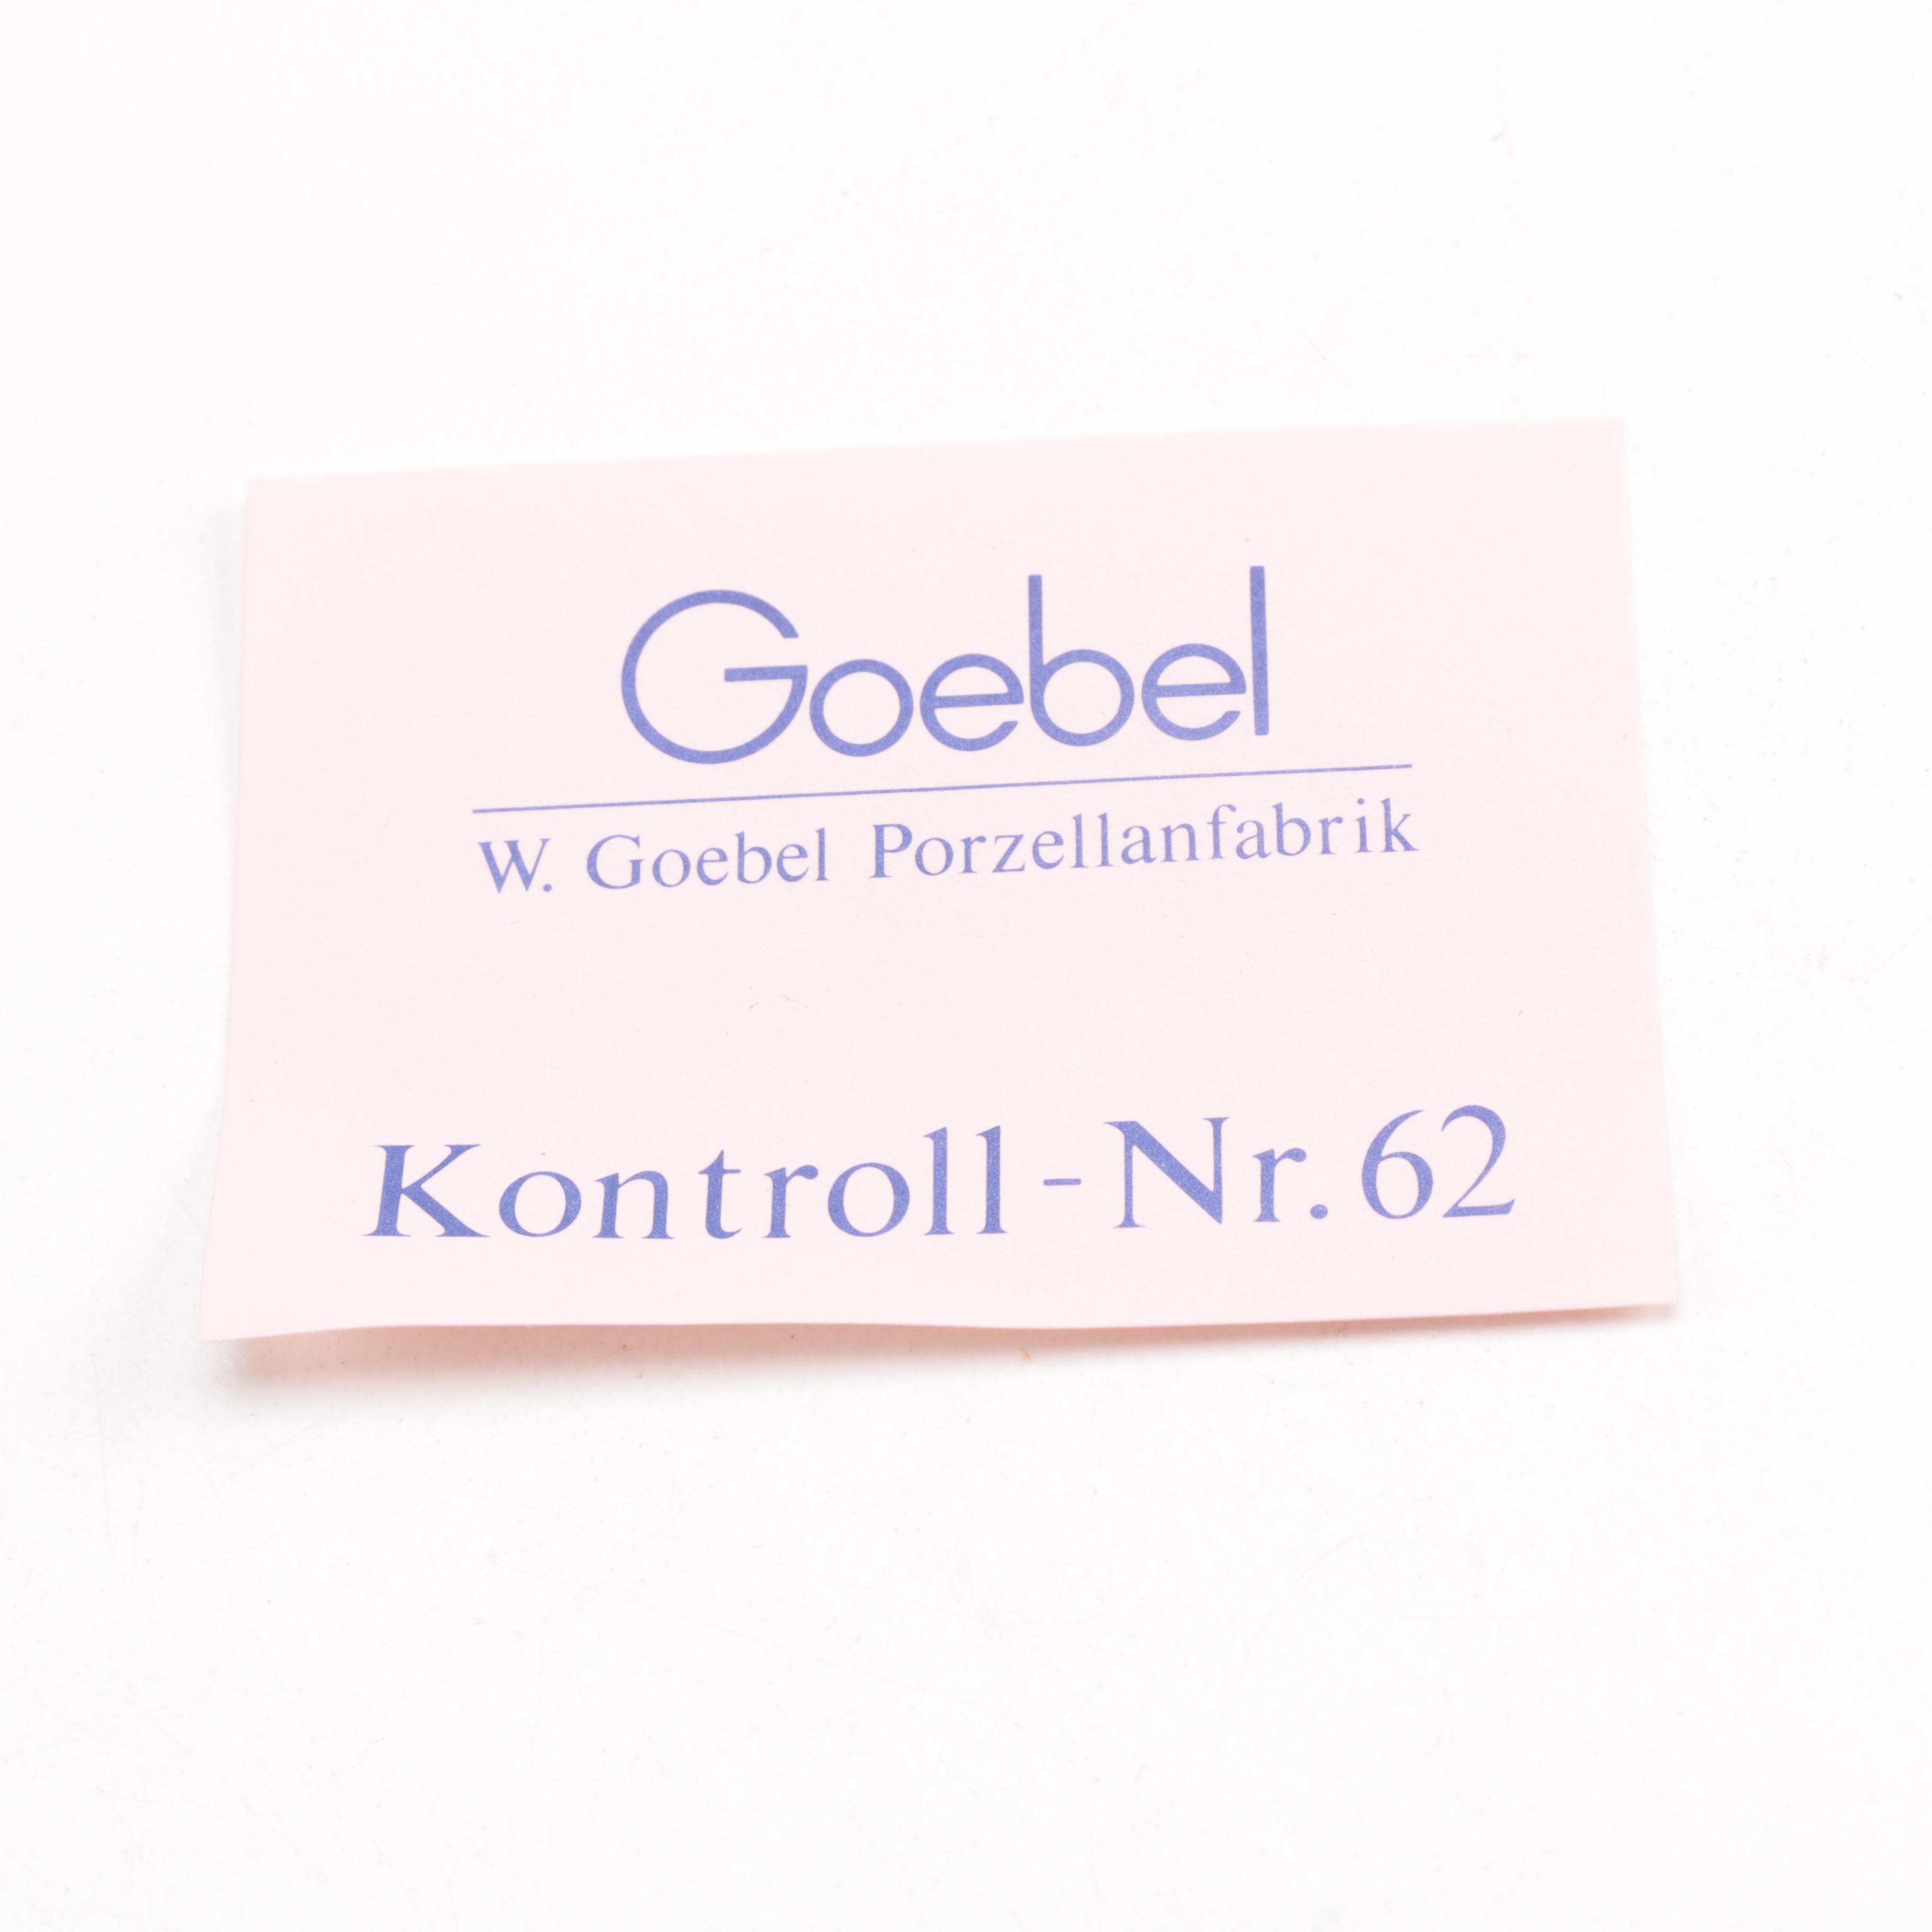 Goebel
W. Goebel Porzellanfabrik
Kontroll-Nr. 62